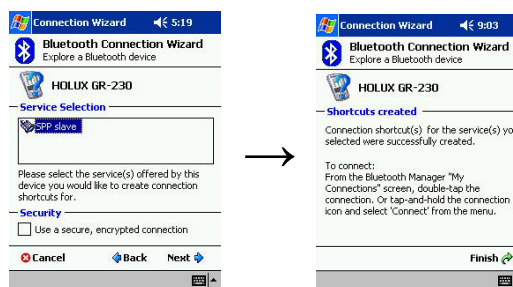 Connection Wizard 5:19
Bluetooth Connection Wizard
Explore a Bluetooth device
HOLUX GR-230
Service Selection
SPP slave
Please select the service(s) offered by this
device you would like to create connection
shortcuts for.
Security
Use a secure, encrypted connection
Cancel Back Next
Connection Wizard 9:03
Bluetooth Connection Wizard
Explore a Bluetooth device
HOLUX GR-230
Shortcuts created
Connection shortcut(s) for the service(s) yo
selected were successfully created.
To connect:
From the Bluetooth Manager "My
Connections" screen, double-tap the
connection. Or tap-and-hold the connection
icon and select 'Connect' from the menu.
Finish